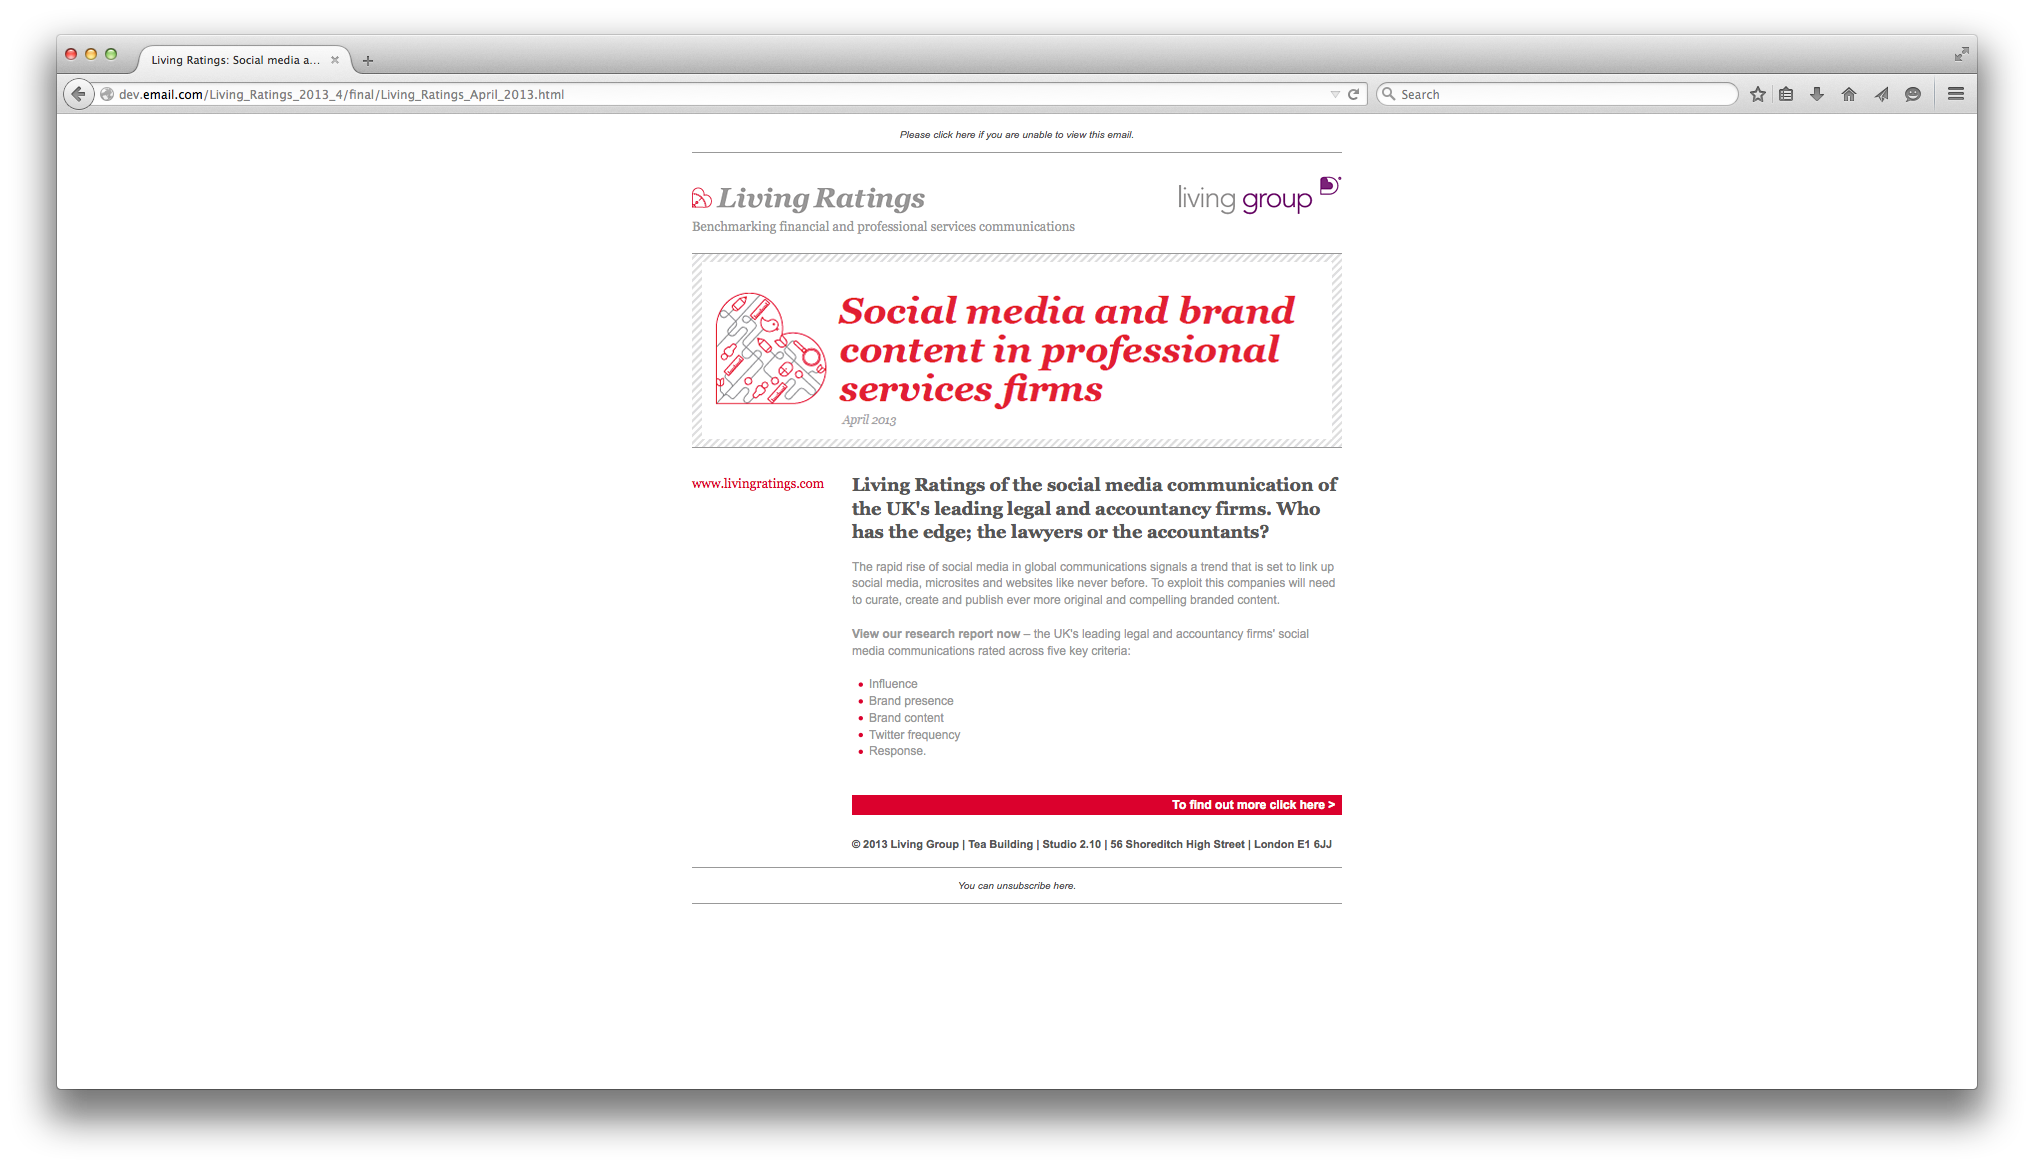 Living Ratings: Social media a...
dev.email.com/Living_Ratings_2013_4/final/Living_Ratings_April_2013.html
Search
Please click here if you are unable to view this email.
Living Ratings
living group
Benchmarking financial and professional services communications
Social media and brand
content in professional
services firms
April 2013
www.livingratings.com
Living Ratings of the social media communication of
the UK's leading legal and accountancy firms. Who
has the edge; the lawyers or the accountants?
The rapid rise of social media in global communications signals a trend that is set to link up
social media, microsites and websites like never before. To exploit this companies will need
to curate, create and publish ever more original and compelling branded content.
View our research report now – the UK's leading legal and accountancy firms' social
media communications rated across five key criteria:
• Influence
• Brand presence
• Brand content
• Twitter frequency
• Response.
To find out more click here >
© 2013 Living Group | Tea Building | Studio 2.10 | 56 Shoreditch High Street | London E1 6JJ
You can unsubscribe here.